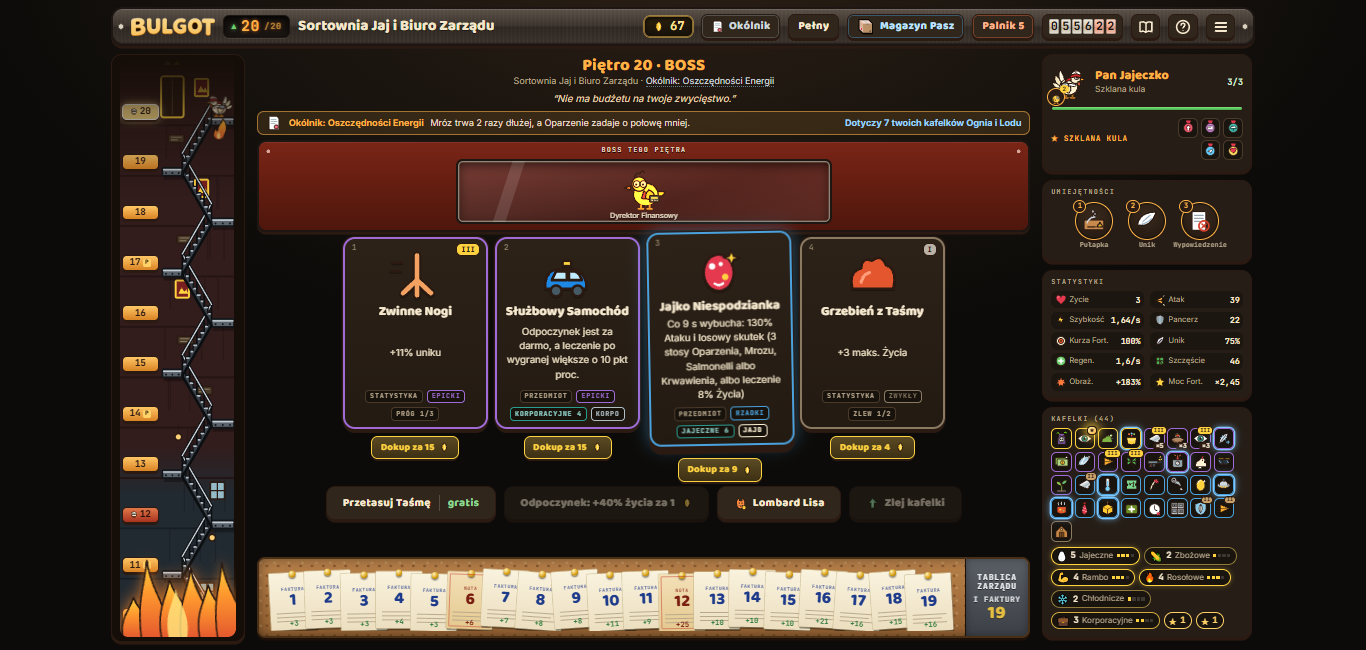 BULGOT
20 /20
Sortownia Jaj i Biuro Zarządu
67
Okólnik
Pełny
Magazyn Pasz
Palnik 5
055622
20
19
18
17 P
16
15
14 P
13
12
11
Piętro 20 · BOSS
Sortownia Jaj i Biuro Zarządu · Okólnik: Oszczędności Energii
"Nie ma budżetu na twoje zwycięstwo."
Okólnik: Oszczędności Energii Mróz trwa 2 razy dłużej, a Oparzenie zadaje o połowę mniej.
Dotyczy 7 twoich kafelków Ognia i Lodu
BOSS TEGO PIĘTRA
Dyrektor Finansowy
1
III
Zwinne Nogi
+11% uniku
STATYSTYKA
EPICKI
PRÓG 1/3
Dokup za 15
2
Służbowy Samochód
Odpoczynek jest za
darmo, a leczenie po
wygranej większe o 10 pkt
proc.
PRZEDMIOT
EPICKI
KORPORACYJNE 4
KORPO
Dokup za 15
3
Jajko Niespodzianka
Co 9 s wybucha: 130%
Ataku i losowy skutek (3
stosy Oparzenia, Mrozu,
Salmonelli albo
Krwawienia, albo leczenie
8% Życia)
PRZEDMIOT
RZADKI
JAJECZNE 6
JAJO
Dokup za 9
4
I
Grzebień z Taśmy
+3 maks. Życia
STATYSTYKA
ZWYKŁY
ZLEW 1/2
Dokup za 4
Przetasuj Taśmę
gratis
Odpoczynek: +40% życia za 1
Lombard Lisa
Zlej kafelki
FAKTURA
1
+3
FAKTURA
2
+3
FAKTURA
3
+3
FAKTURA
4
+4
FAKTURA
5
+3
NOTA
6
+6
FAKTURA
7
+7
FAKTURA
8
+8
FAKTURA
9
+8
FAKTURA
10
+11
FAKTURA
11
+9
NOTA
12
+25
FAKTURA
13
+10
FAKTURA
14
+10
FAKTURA
15
+10
FAKTURA
16
+21
FAKTURA
17
+16
FAKTURA
18
+15
FAKTURA
19
+16
TABLICA
ZARZĄDU
I FAKTURY
19
Pan Jajeczko
3/3
Szklana kula
SZKLANA KULA
UMIEJĘTNOŚCI
1
2
3
Pułapka
Unik
Wypowiedzenie
STATYSTYKI
Życie 3
Atak 39
Szybkość 1,64/s
Pancerz 22
Kurza Fort. 100%
Unik 75%
Regen. 1,6/s
Szczęście 46
Obraż. +183%
Moc Fort. ×2,45
KAFELKI (44)
III
×5
×3
III
×3
III
III
II
II
II
5 Jajeczne
2 Zbożowe
4 Rambo
4 Rosołowe
2 Chłodnicze
3 Korporacyjne
1
1